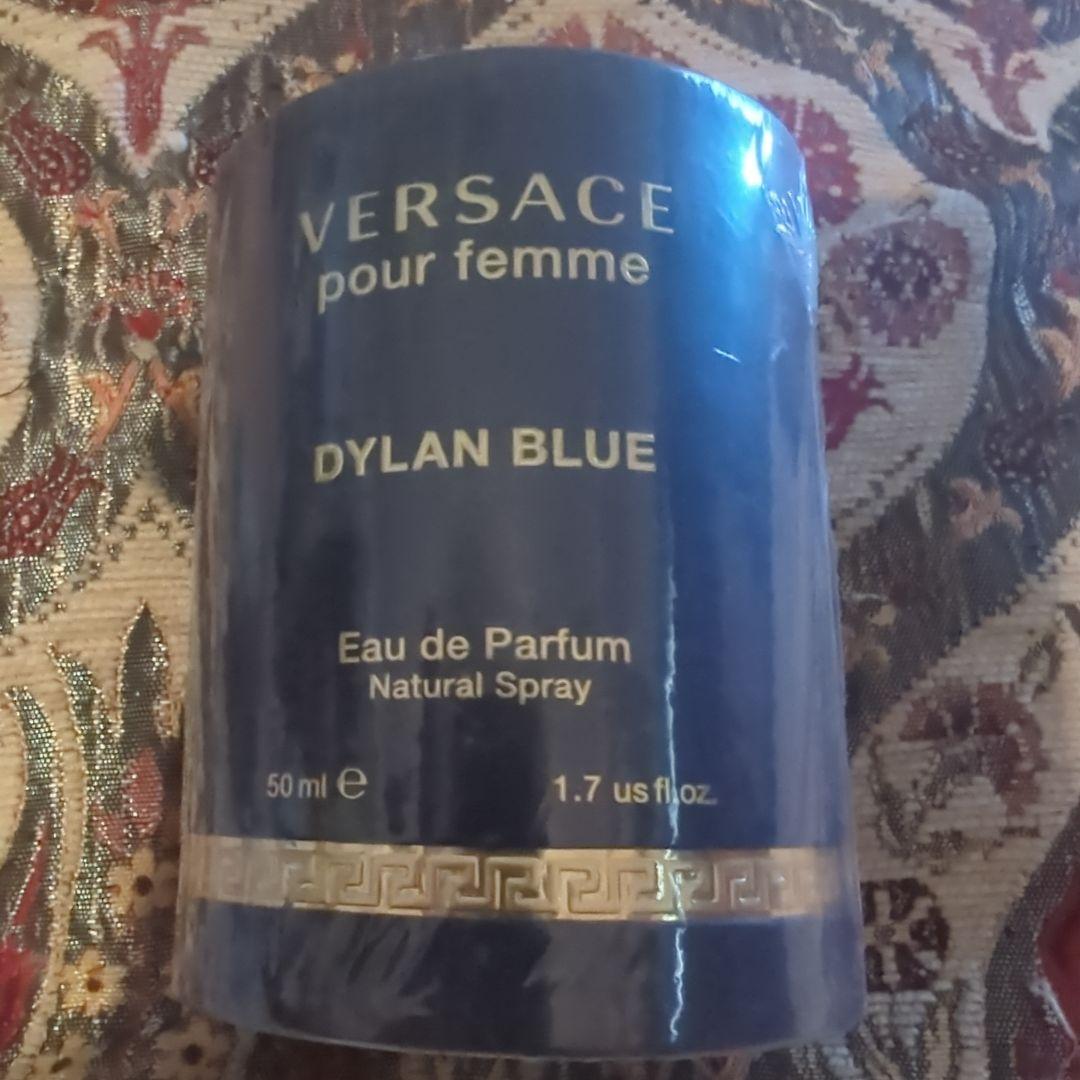 VERSACE
pour femme
DYLAN BLUE
Eau de Parfum
Natural Spray
50 ml ℮ 1.7 us fl.oz.